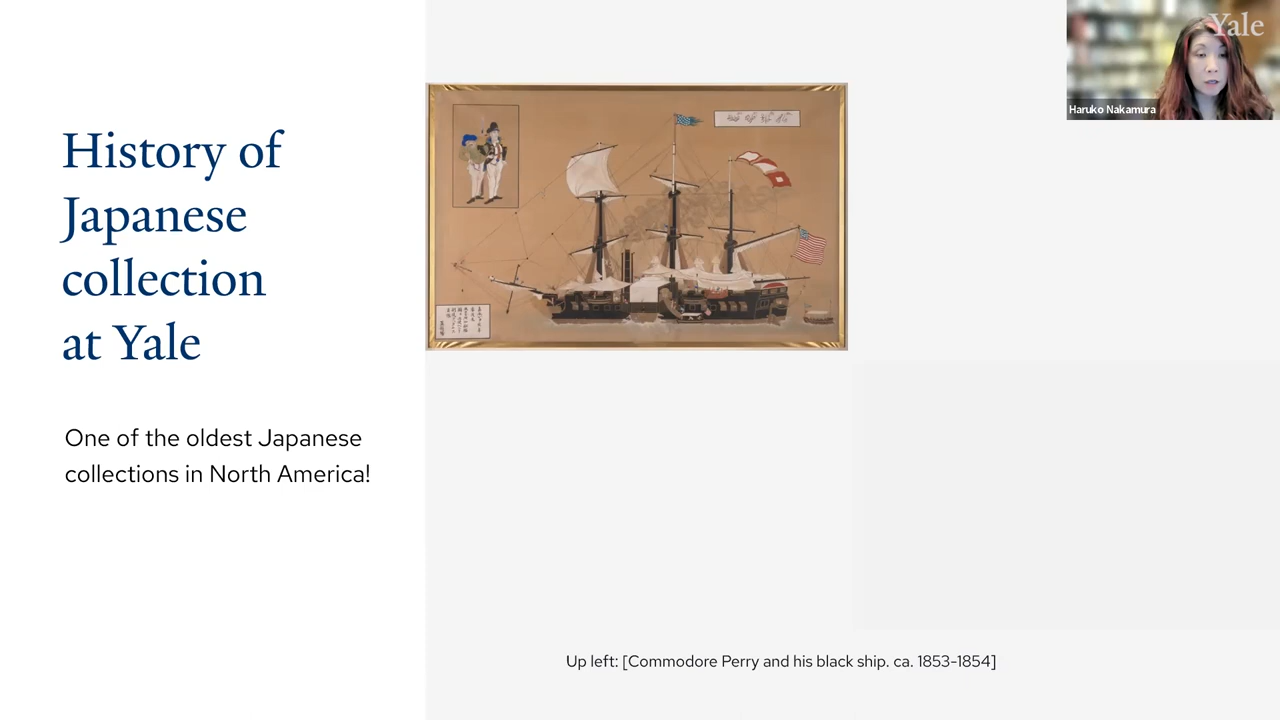 History of
Japanese
collection
at Yale
One of the oldest Japanese
collections in North America!
Up left: [Commodore Perry and his black ship. ca. 1853-1854]
Yale
Haruko Nakamura